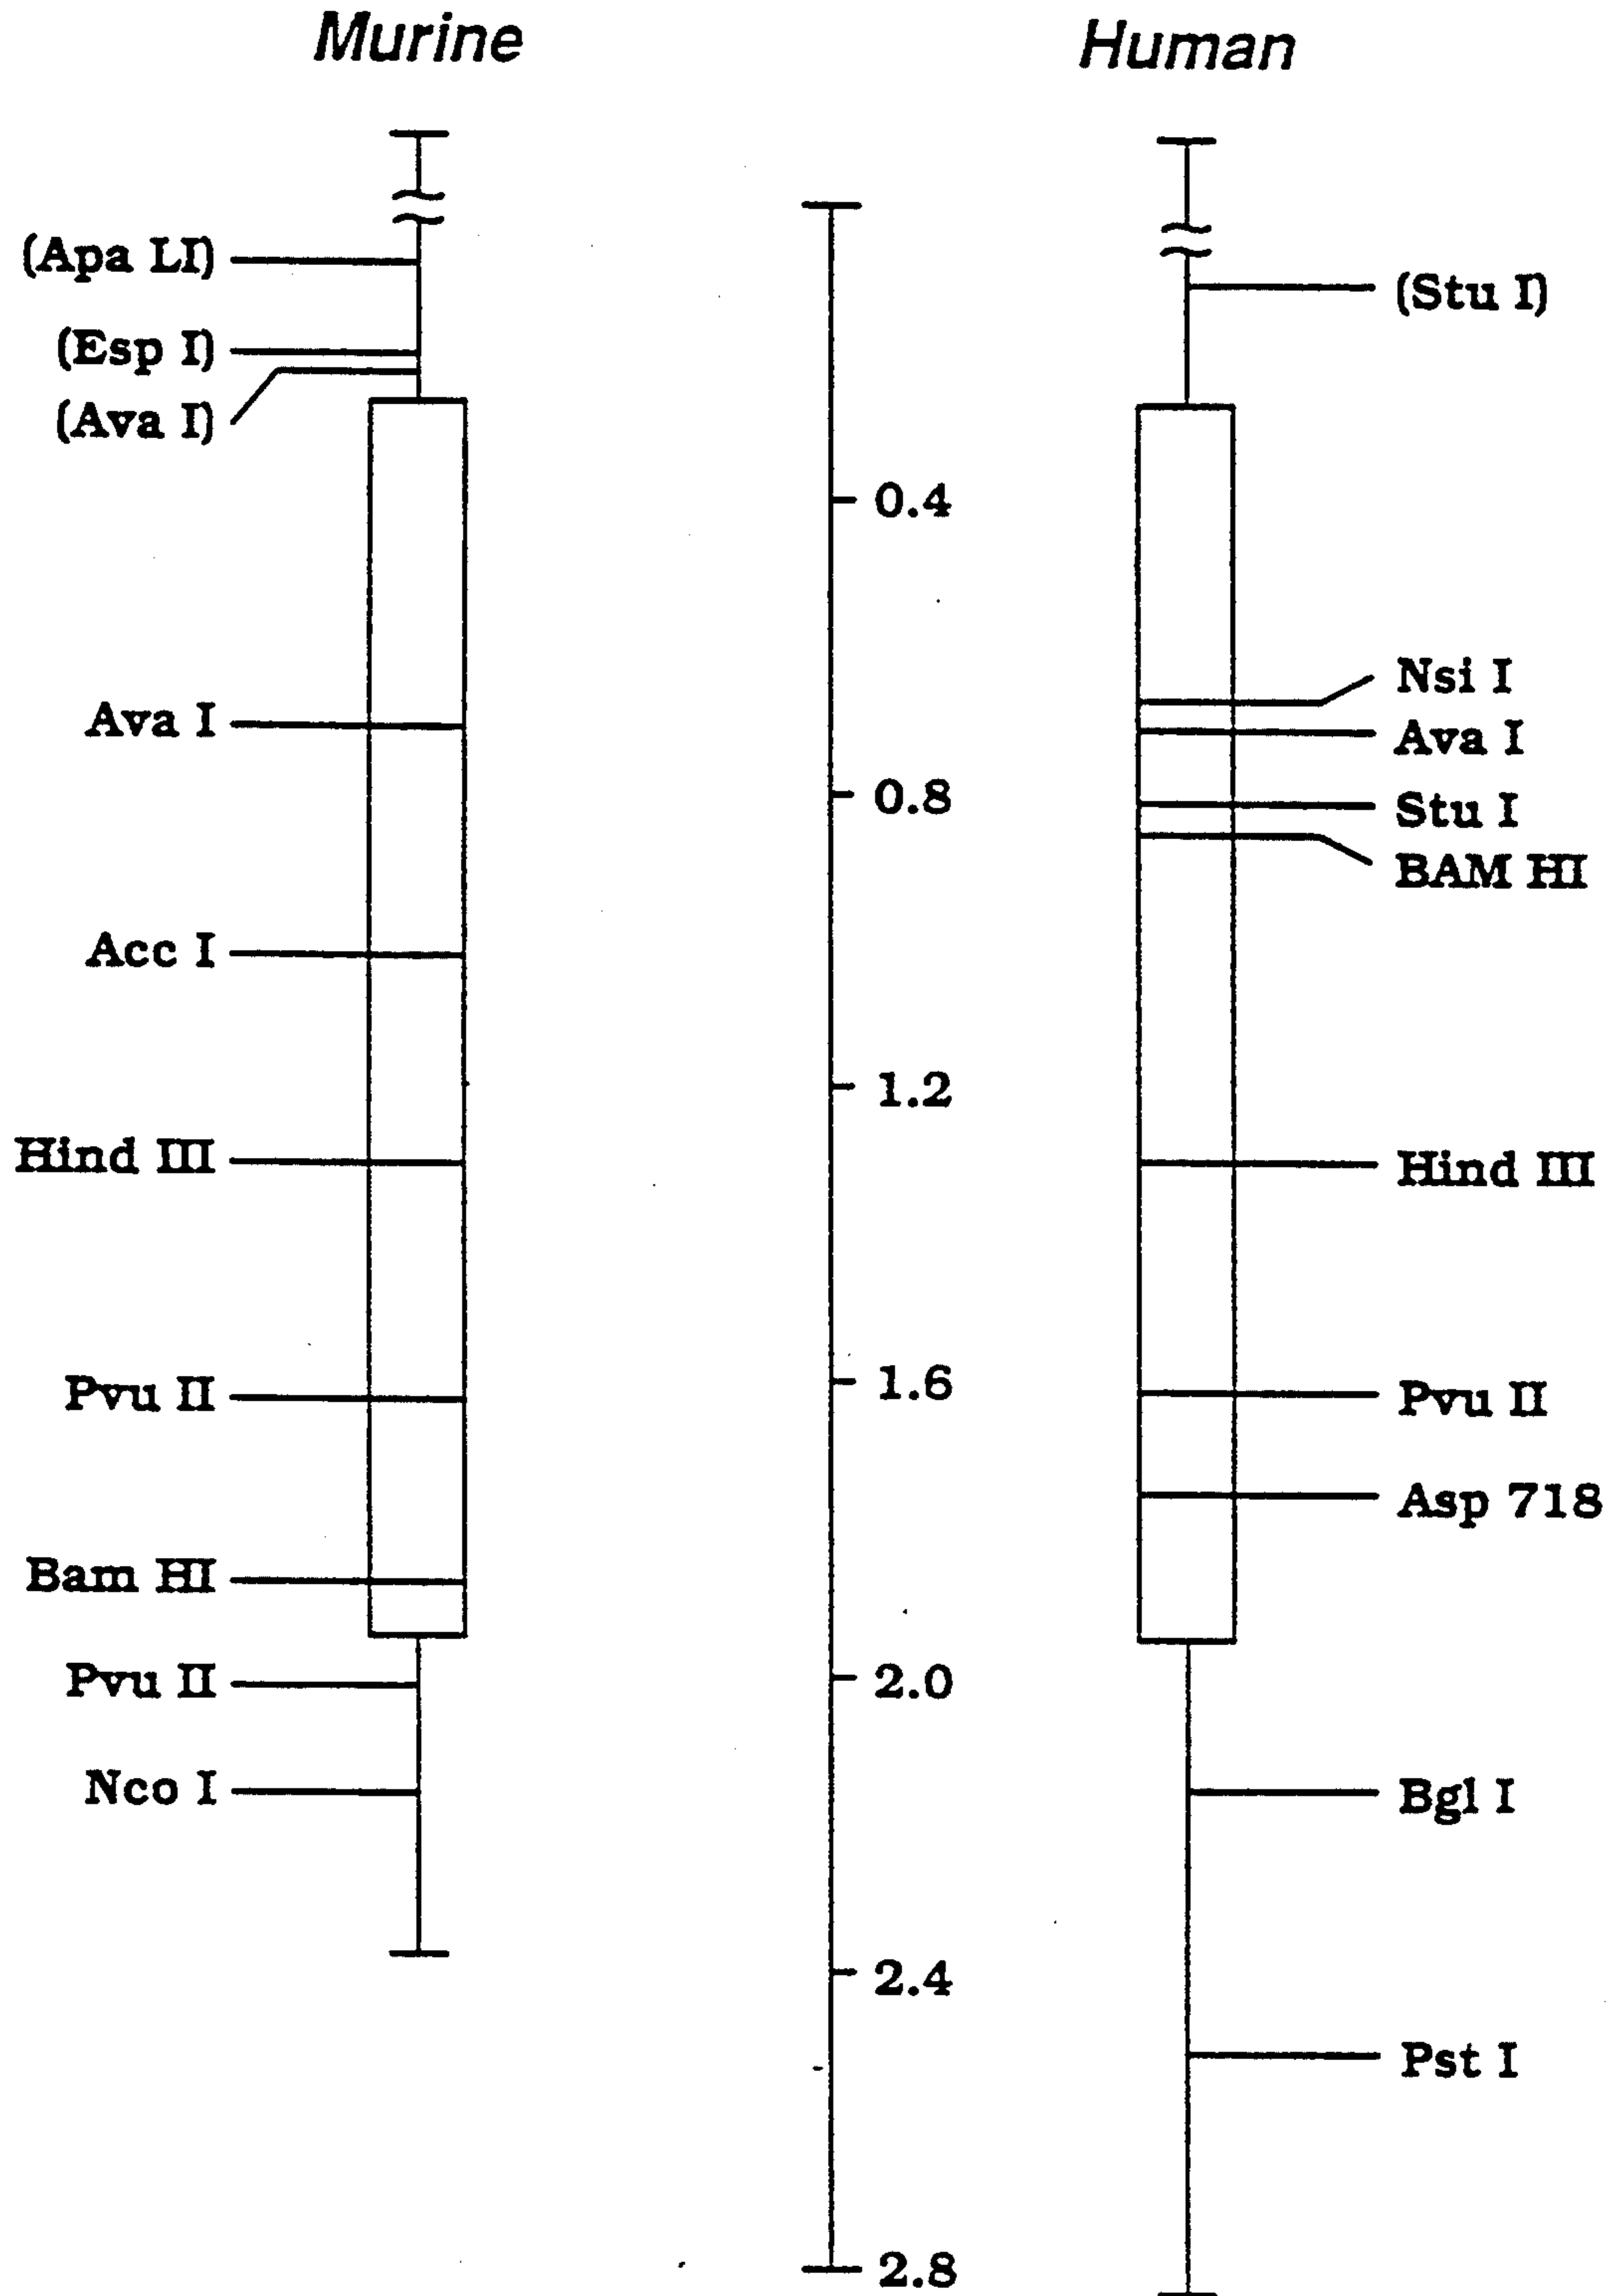 Murine
Human
(Apa LI)
(Esp I)
(Ava I)
Ava I
Acc I
Hind III
Pvu II
Bam HI
Pvu II
Nco I
0.4
0.8
1.2
1.6
2.0
2.4
2.8
(Stu I)
Nsi I
Ava I
Stu I
BAM HI
Hind III
Pvu II
Asp 718
Bgl I
Pst I